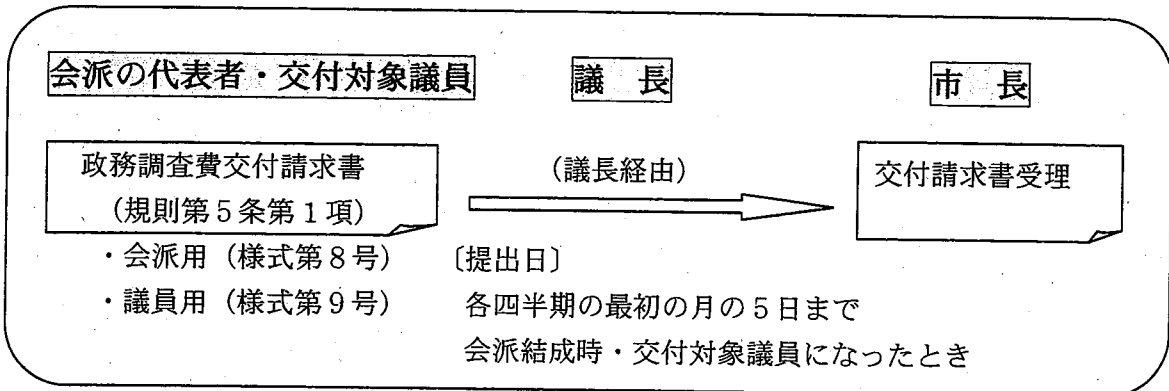 会派の代表者・交付対象議員
議　長
市　長
政務調査費交付請求書
（規則第５条第１項）
（議長経由）
交付請求書受理
・会派用（様式第８号）
・議員用（様式第９号）
〔提出日〕
各四半期の最初の月の５日まで
会派結成時・交付対象議員になったとき